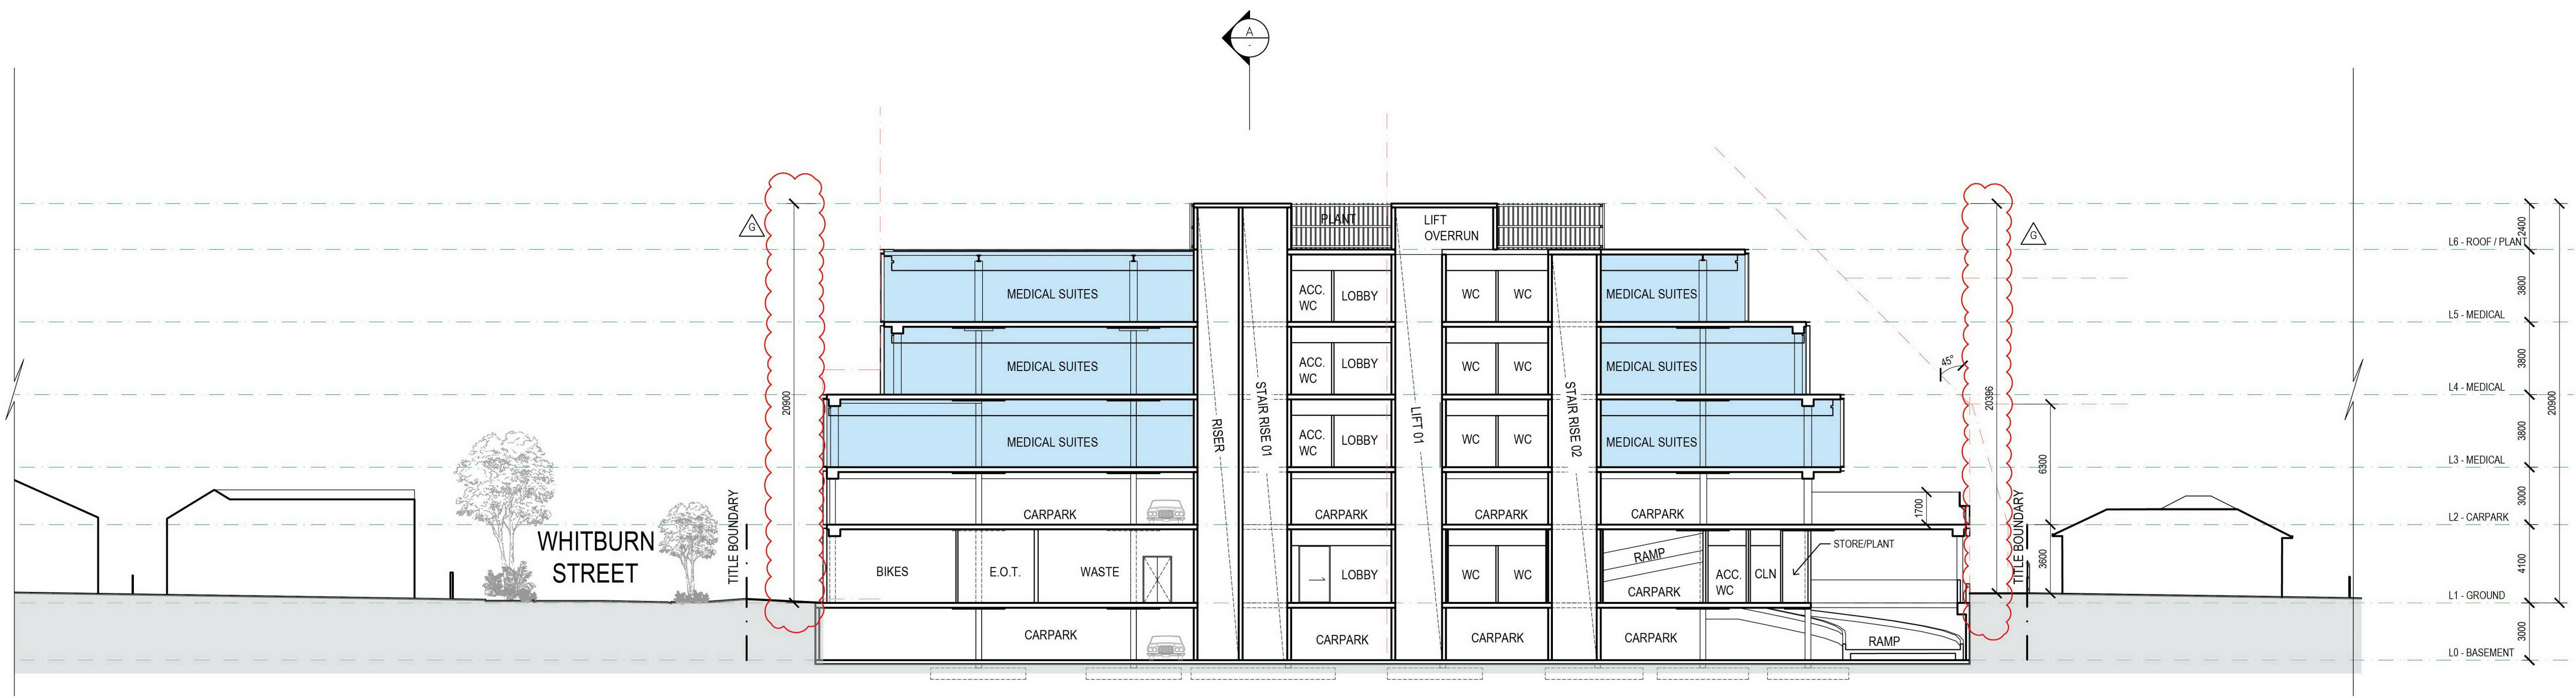 A
G
PLANT
LIFT
OVERRUN
G
2400
L6 - ROOF / PLANT
MEDICAL SUITES
ACC.
WC
LOBBY
WC
WC
MEDICAL SUITES
3800
L5 - MEDICAL
MEDICAL SUITES
ACC.
WC
LOBBY
WC
WC
MEDICAL SUITES
45°
3800
L4 - MEDICAL
20900
20396
20900
RISER
STAIR RISE 01
LIFT 01
STAIR RISE 02
MEDICAL SUITES
ACC.
WC
LOBBY
WC
WC
MEDICAL SUITES
3800
L3 - MEDICAL
6300
3000
1700
CARPARK
CARPARK
CARPARK
CARPARK
L2 - CARPARK
WHITBURN
STREET
TITLE BOUNDARY
TITLE BOUNDARY
BIKES
E.O.T.
WASTE
LOBBY
WC
WC
RAMP
CARPARK
ACC.
WC
CLN
STORE/PLANT
3600
4100
L1 - GROUND
CARPARK
CARPARK
CARPARK
CARPARK
RAMP
3000
L0 - BASEMENT